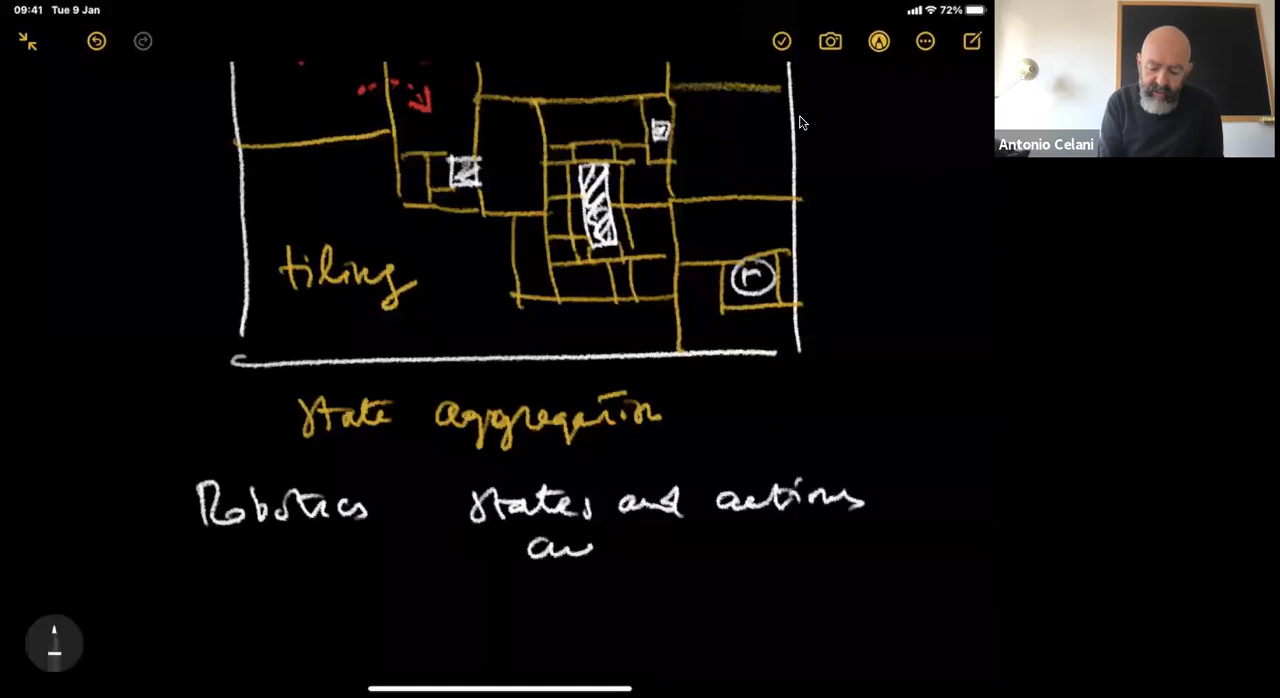 09:41 Tue 9 Jan 72%
Antonio Celani
r
tiling
State aggregation
Robotics states and actions
are